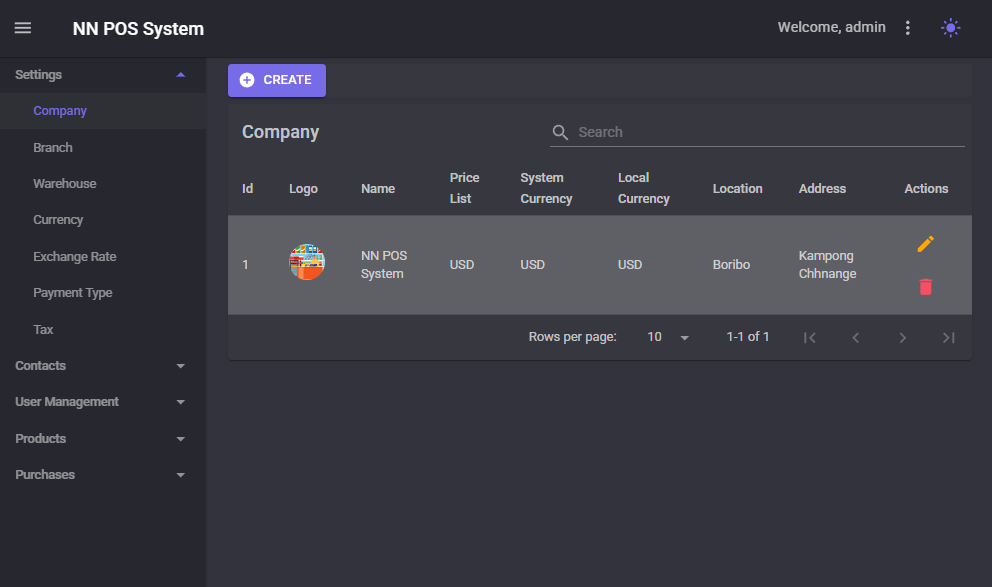 NN POS System
Welcome, admin
Settings
Company
Branch
Warehouse
Currency
Exchange Rate
Payment Type
Tax
Contacts
User Management
Products
Purchases
CREATE
Company
Search
Id Logo Name Price List System Currency Local Currency Location Address Actions
1 NN POS System USD USD USD Boribo Kampong Chhnange
Rows per page: 10 1-1 of 1